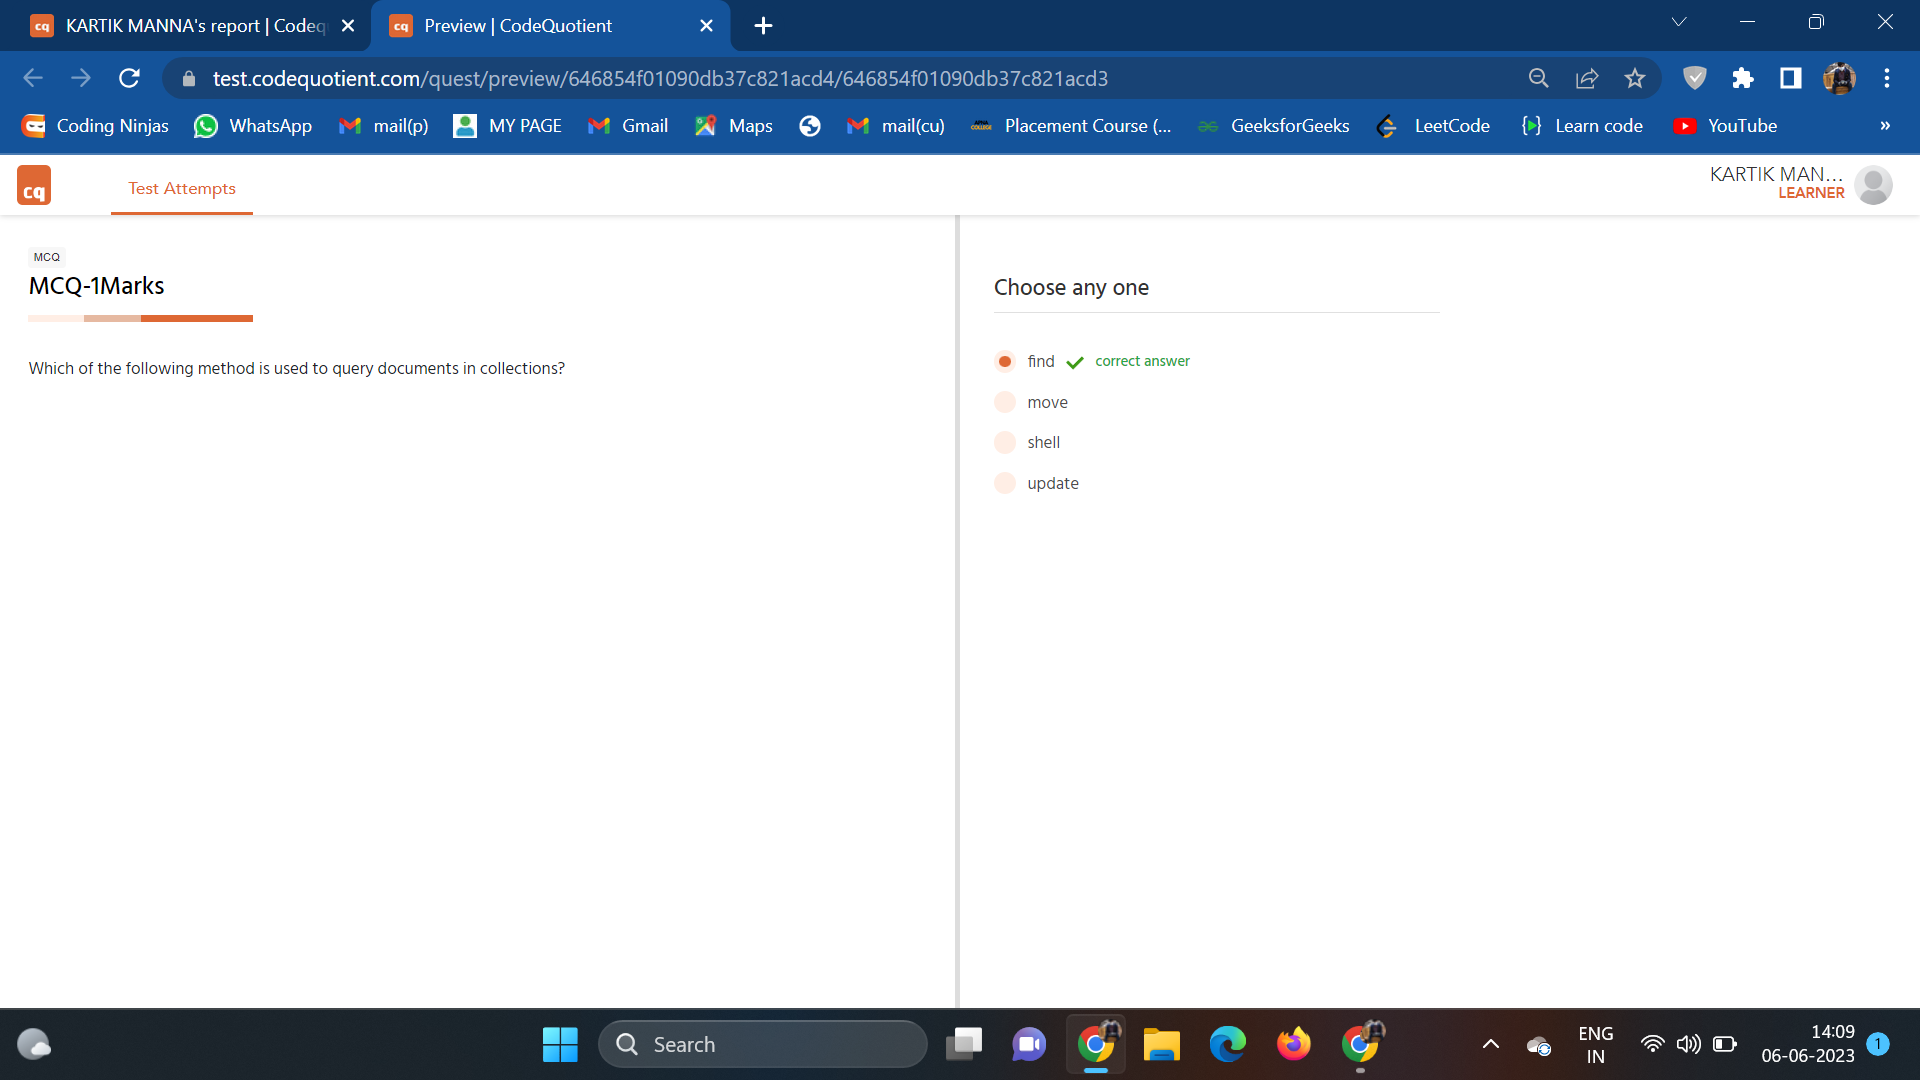 KARTIK MANNA's report | Codeq
Preview | CodeQuotient
test.codequotient.com/quest/preview/646854f01090db37c821acd4/646854f01090db37c821acd3
Coding Ninjas
WhatsApp
mail(p)
MY PAGE
Gmail
Maps
mail(cu)
Placement Course (...
GeeksforGeeks
LeetCode
Learn code
YouTube
»
cq
Test Attempts
KARTIK MAN...
LEARNER
MCQ
MCQ-1Marks
Which of the following method is used to query documents in collections?
Choose any one
find correct answer
move
shell
update
Search
ENG
IN
14:09
06-06-2023
1